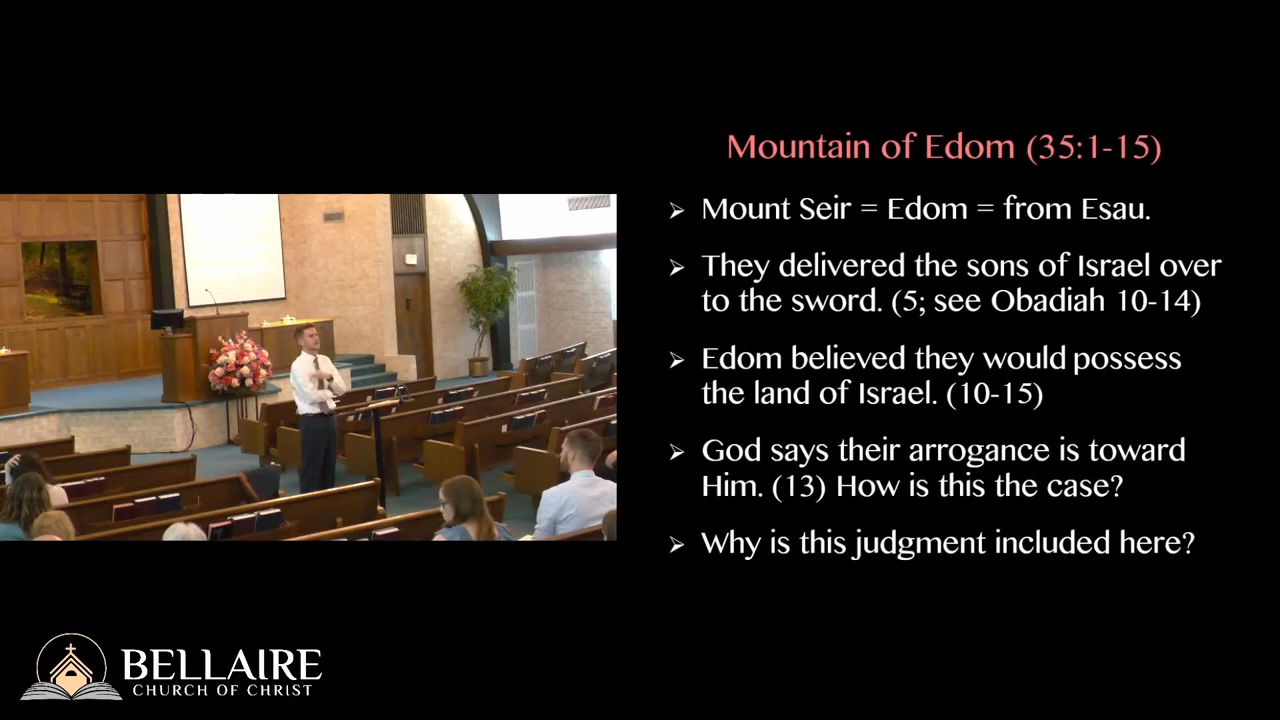 Mountain of Edom (35:1-15)
➢ Mount Seir = Edom = from Esau.
➢ They delivered the sons of Israel over
to the sword. (5; see Obadiah 10-14)
➢ Edom believed they would possess
the land of Israel. (10-15)
➢ God says their arrogance is toward
Him. (13) How is this the case?
➢ Why is this judgment included here?
BELLAIRE
CHURCH OF CHRIST